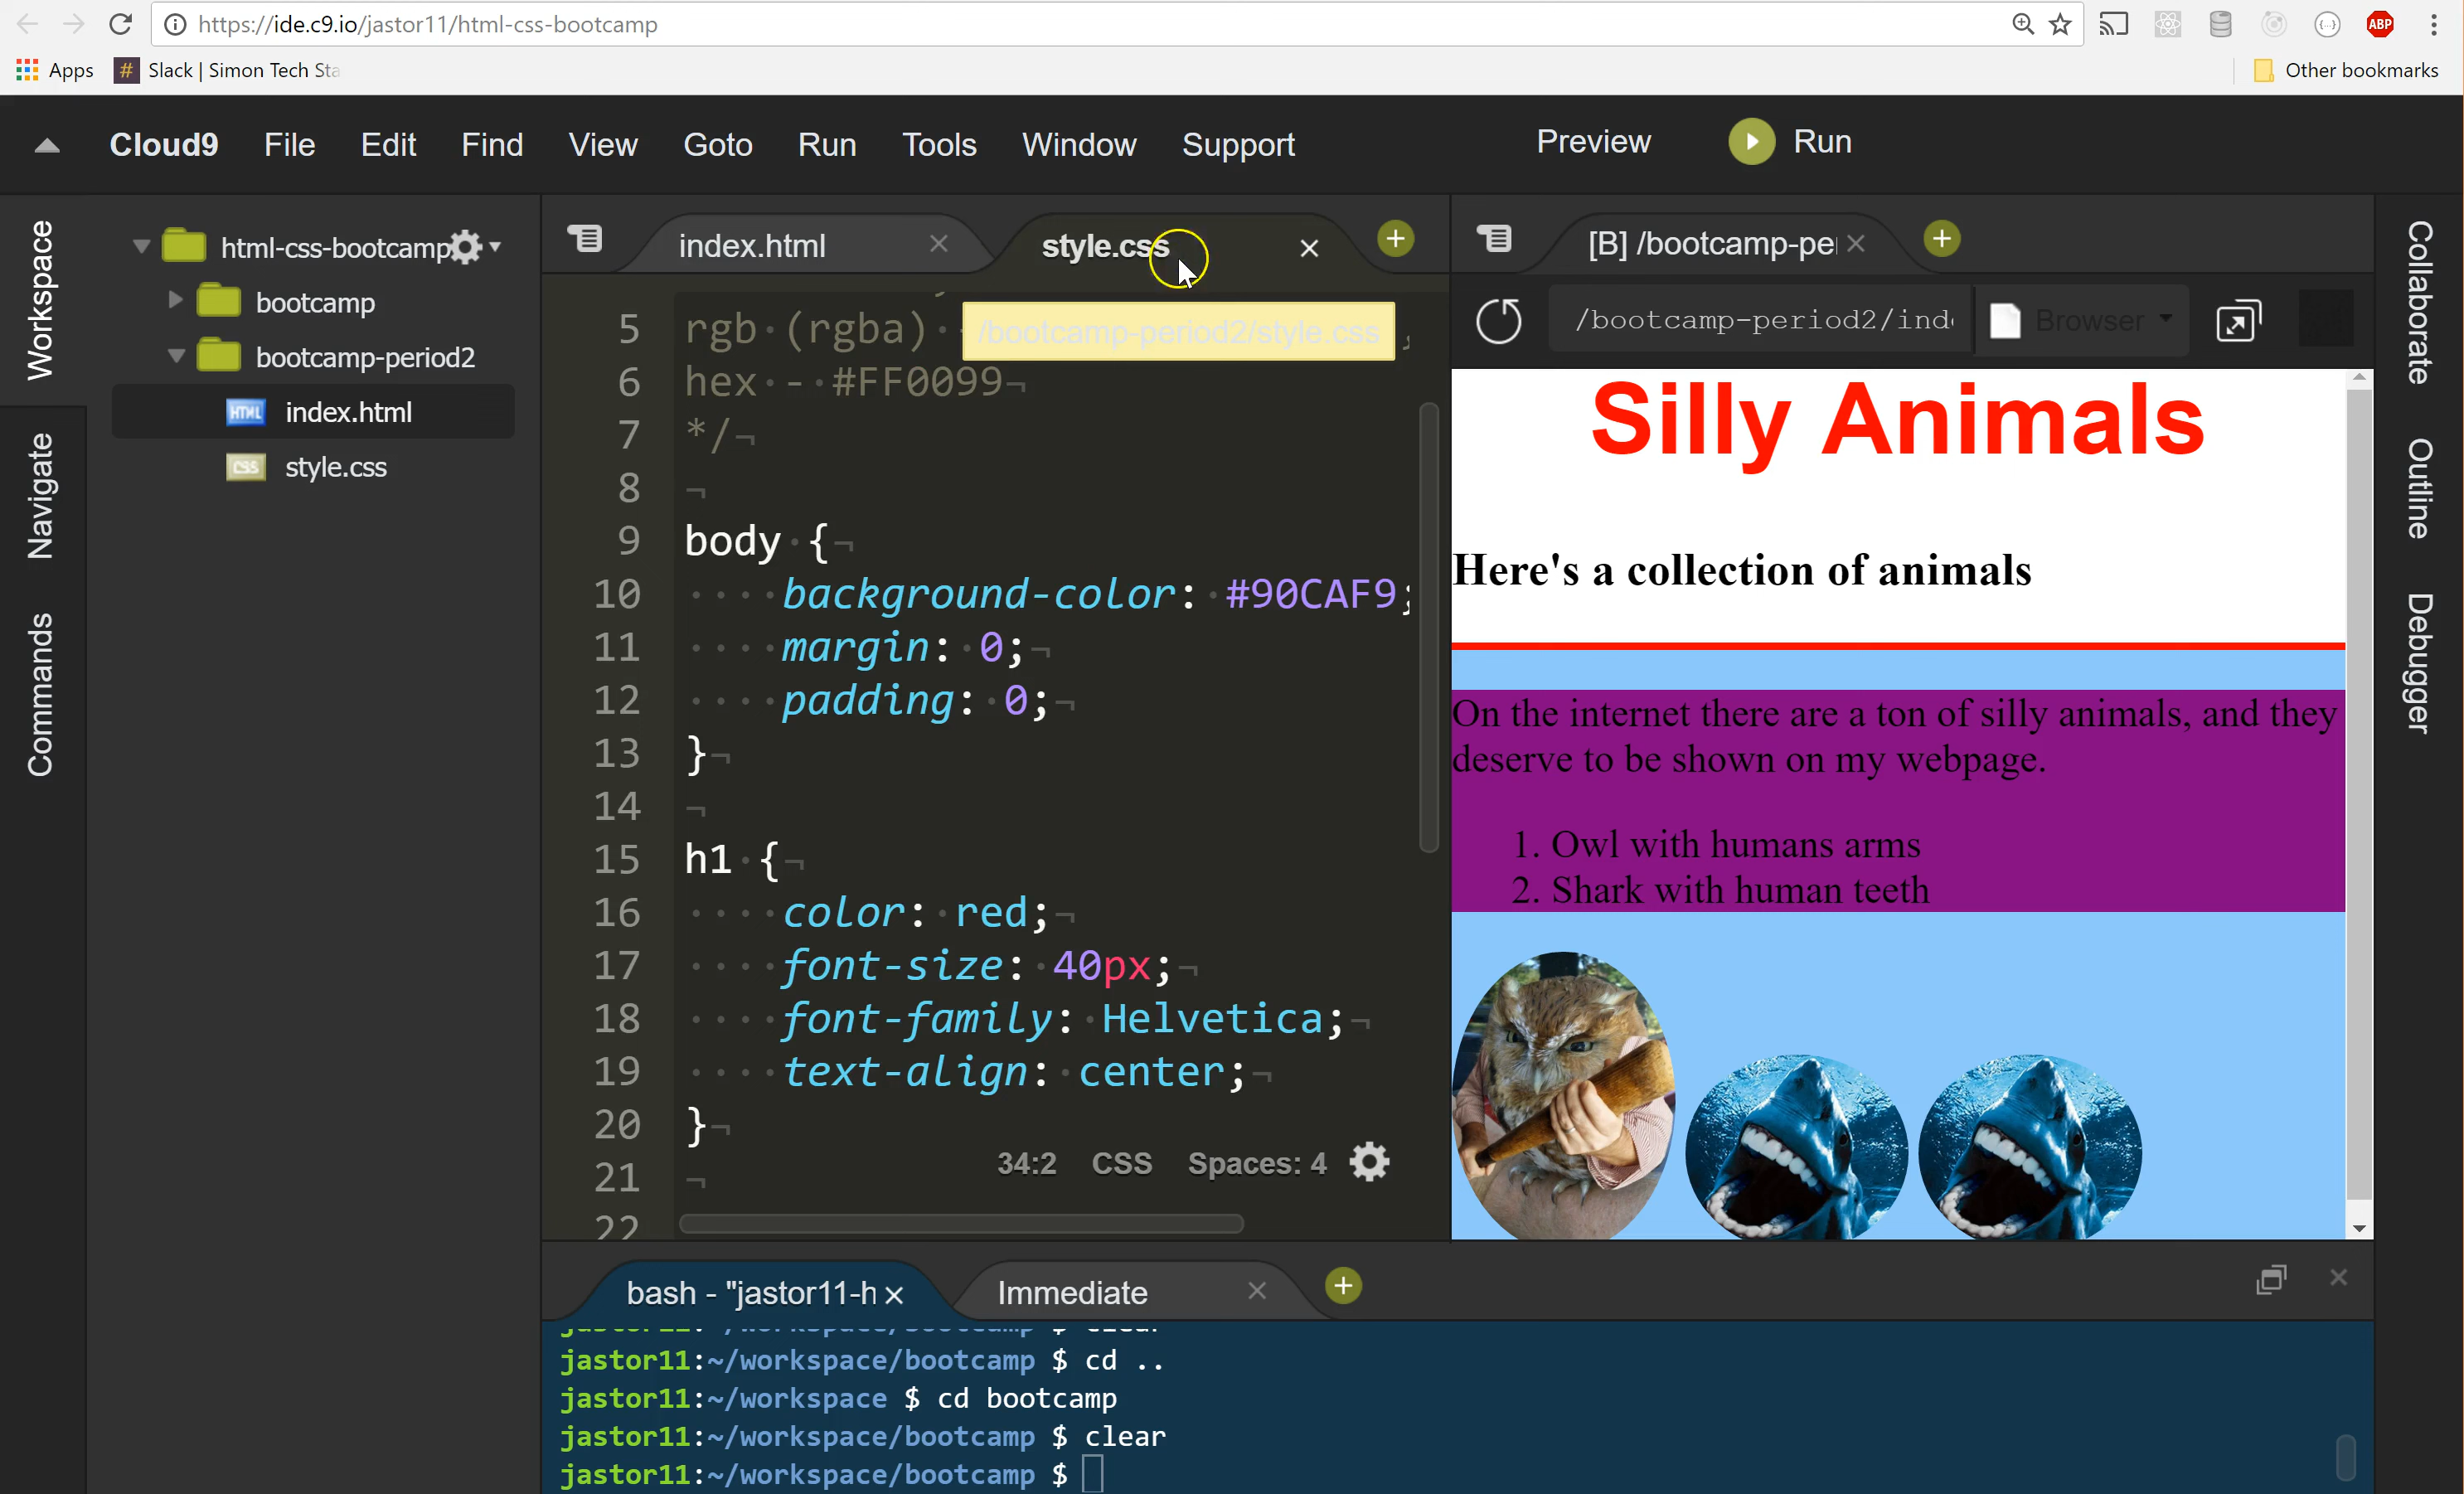 https://ide.c9.io/jastor11/html-css-bootcamp
ABP
Apps
# Slack | Simon Tech Sta
Other bookmarks
Cloud9 File Edit Find View Goto Run Tools Window Support
Preview
Run
Workspace
Navigate
Commands
html-css-bootcamp
bootcamp
bootcamp-period2
HTML index.html
CSS style.css
index.html
style.css
/bootcamp-period2/style.css
5 rgb (rgba)
6 hex - #FF0099
7 */
8
9 body {
10 background-color: #90CAF9;
11 margin: 0;
12 padding: 0;
13 }
14
15 h1 {
16 color: red;
17 font-size: 40px;
18 font-family: Helvetica;
19 text-align: center;
20 }
21
22
34:2 CSS Spaces: 4
[B] /bootcamp-pe
/bootcamp-period2/ind
Browser
Silly Animals
Here's a collection of animals
On the internet there are a ton of silly animals, and they
deserve to be shown on my webpage.
1. Owl with humans arms
2. Shark with human teeth
Collaborate
Outline
Debugger
bash - "jastor11-h
Immediate
jastor11:~/workspace/bootcamp $ clear
jastor11:~/workspace/bootcamp $ cd ..
jastor11:~/workspace $ cd bootcamp
jastor11:~/workspace/bootcamp $ clear
jastor11:~/workspace/bootcamp $